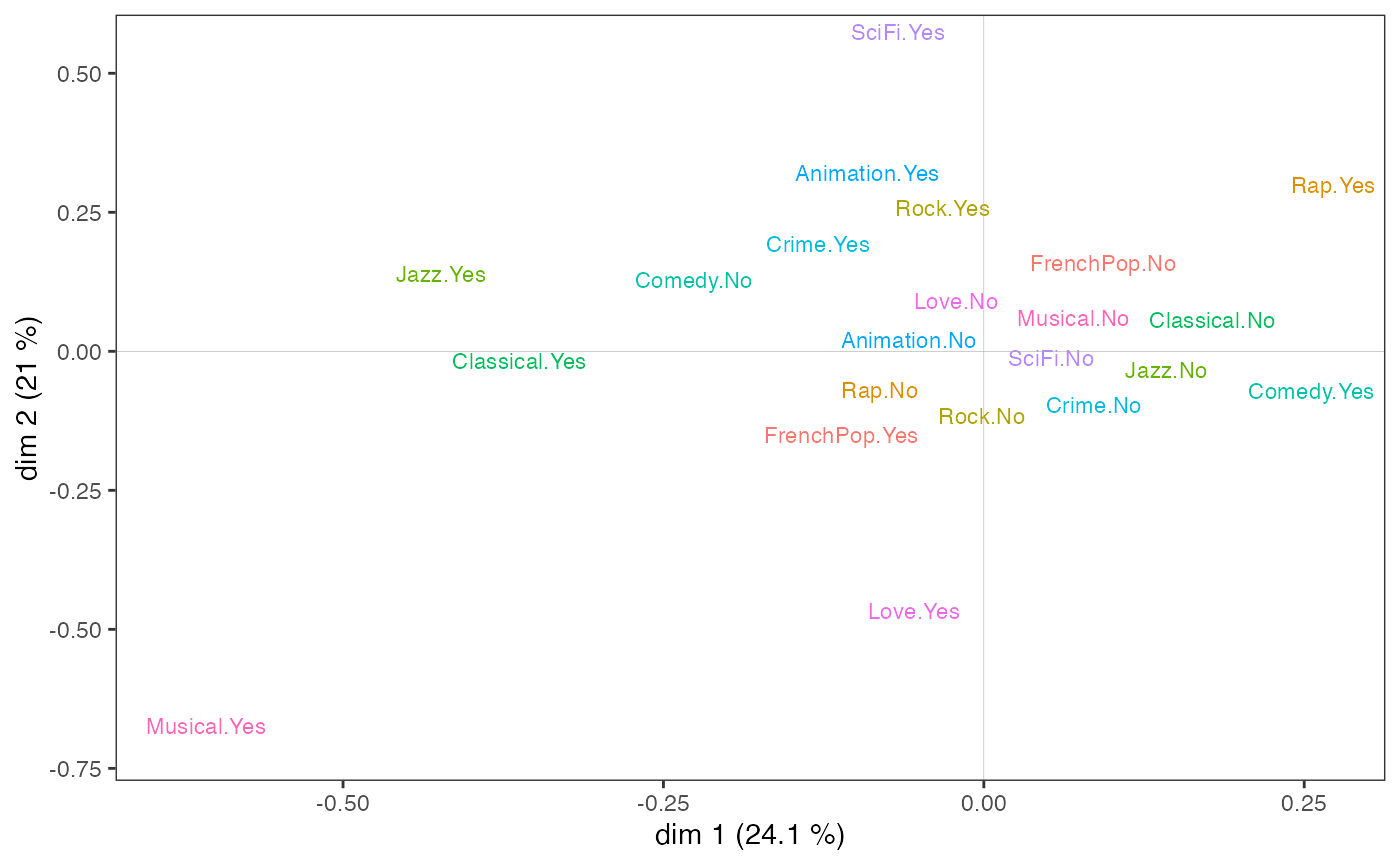 SciFi.Yes
0.50
Animation.Yes
Rap.Yes
0.25
Rock.Yes
Crime.Yes
FrenchPop.No
Jazz.Yes
Comedy.No
Love.No
Musical.No
Classical.No
Animation.No
0.00
SciFi.No
Classical.Yes
Jazz.No
Rap.No
Comedy.Yes
Crime.No
Rock.No
FrenchPop.Yes
dim 2 (21 %)
-0.25
Love.Yes
-0.50
Musical.Yes
-0.75
-0.50 -0.25 0.00 0.25
dim 1 (24.1 %)